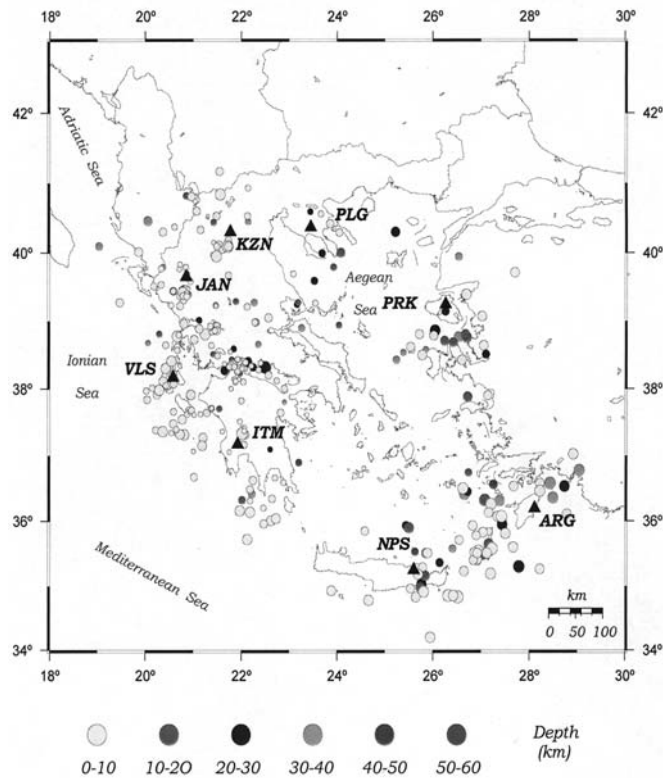 18° 20° 22° 24° 26° 28° 30°
42° 42°
Adriatic Sea
PLG
KZN
40° 40°
JAN
Aegean
Sea
PRK
Ionian
Sea
VLS
38° 38°
ITM
36° 36°
ARG
NPS
Mediterranean Sea
km
0 50 100
34° 34°
18° 20° 22° 24° 26° 28° 30°
Depth
(km)
0-10 10-20 20-30 30-40 40-50 50-60